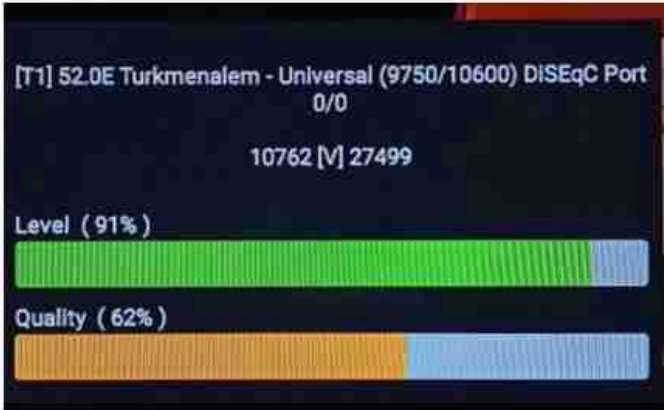 [T1] 52.0E Turkmenalem - Universal (9750/10600) DiSEqC Port
0/0
10762 [V] 27499
Level ( 91% )
Quality ( 62% )